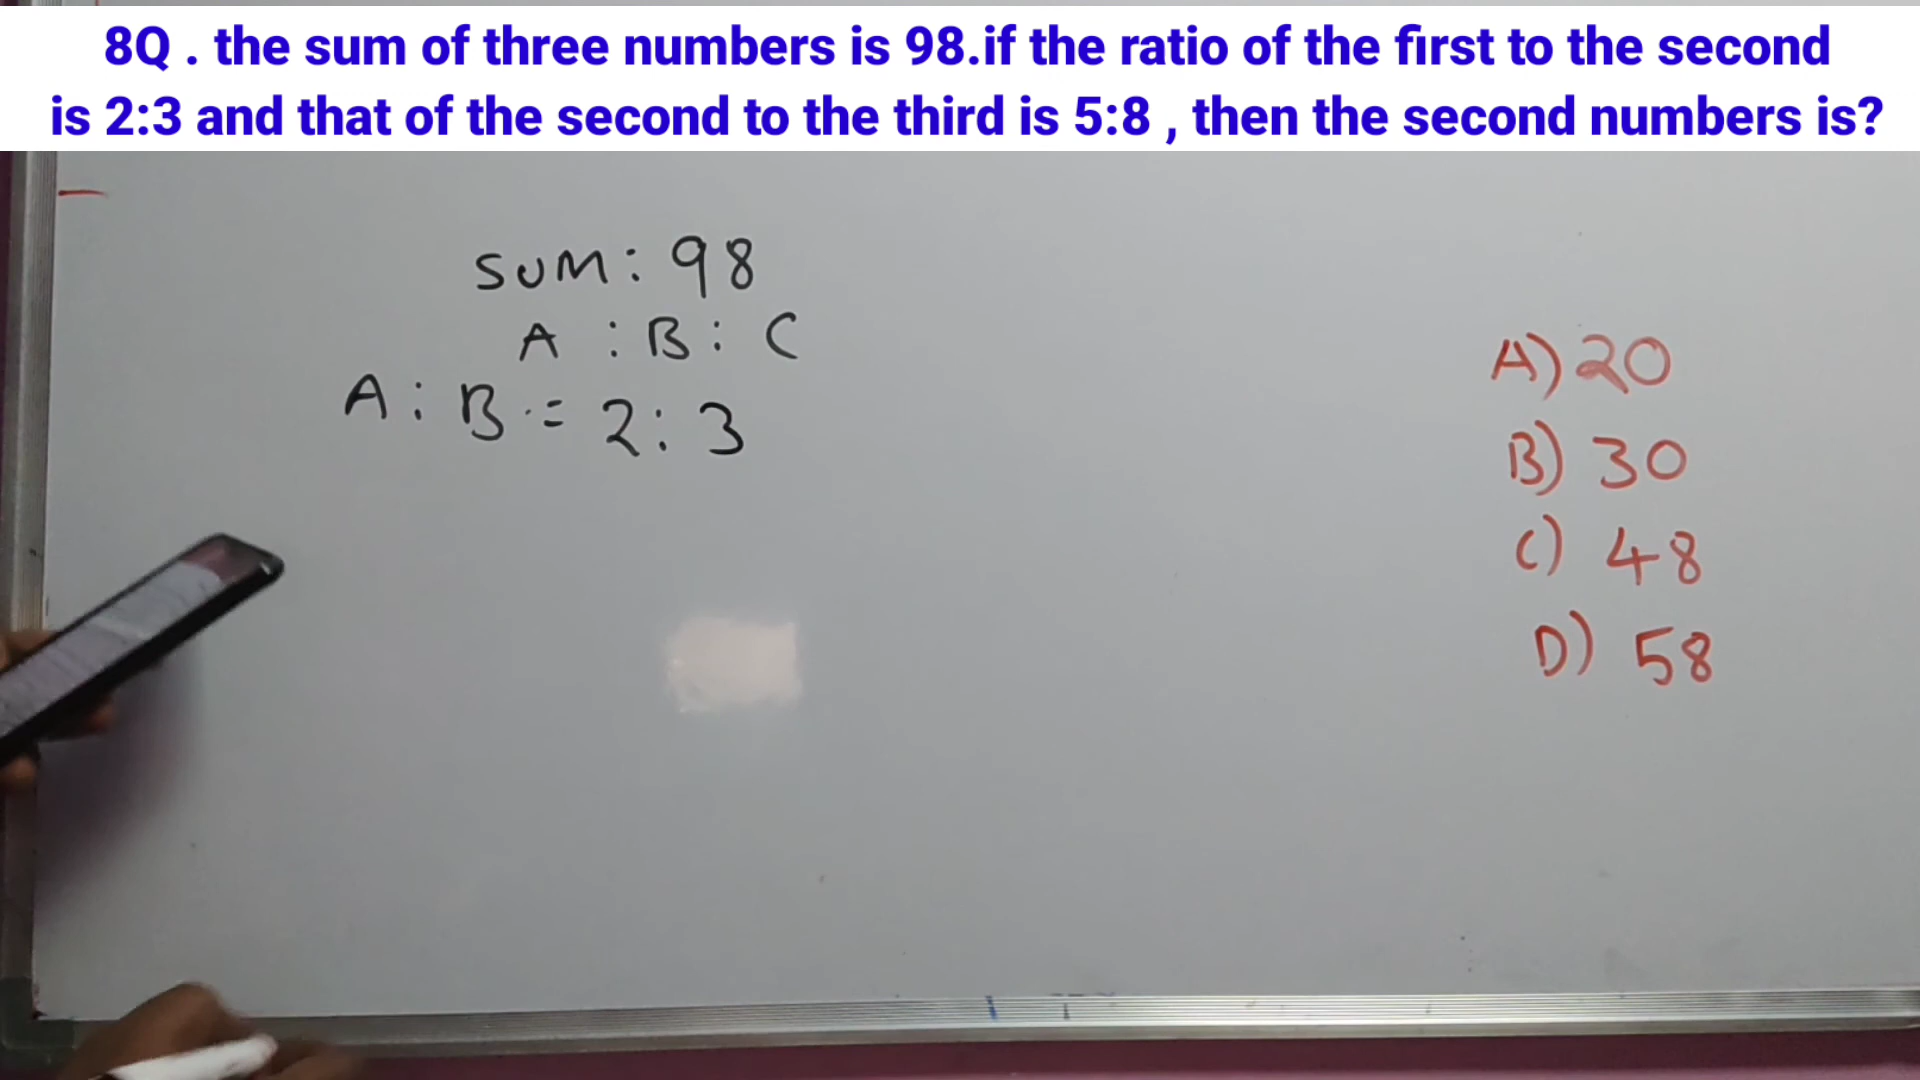 8Q . the sum of three numbers is 98.if the ratio of the first to the second
is 2:3 and that of the second to the third is 5:8 , then the second numbers is?
SUM: 98
A : B : C
A : B := 2: 3
A) 20
B) 30
C) 48
D) 58